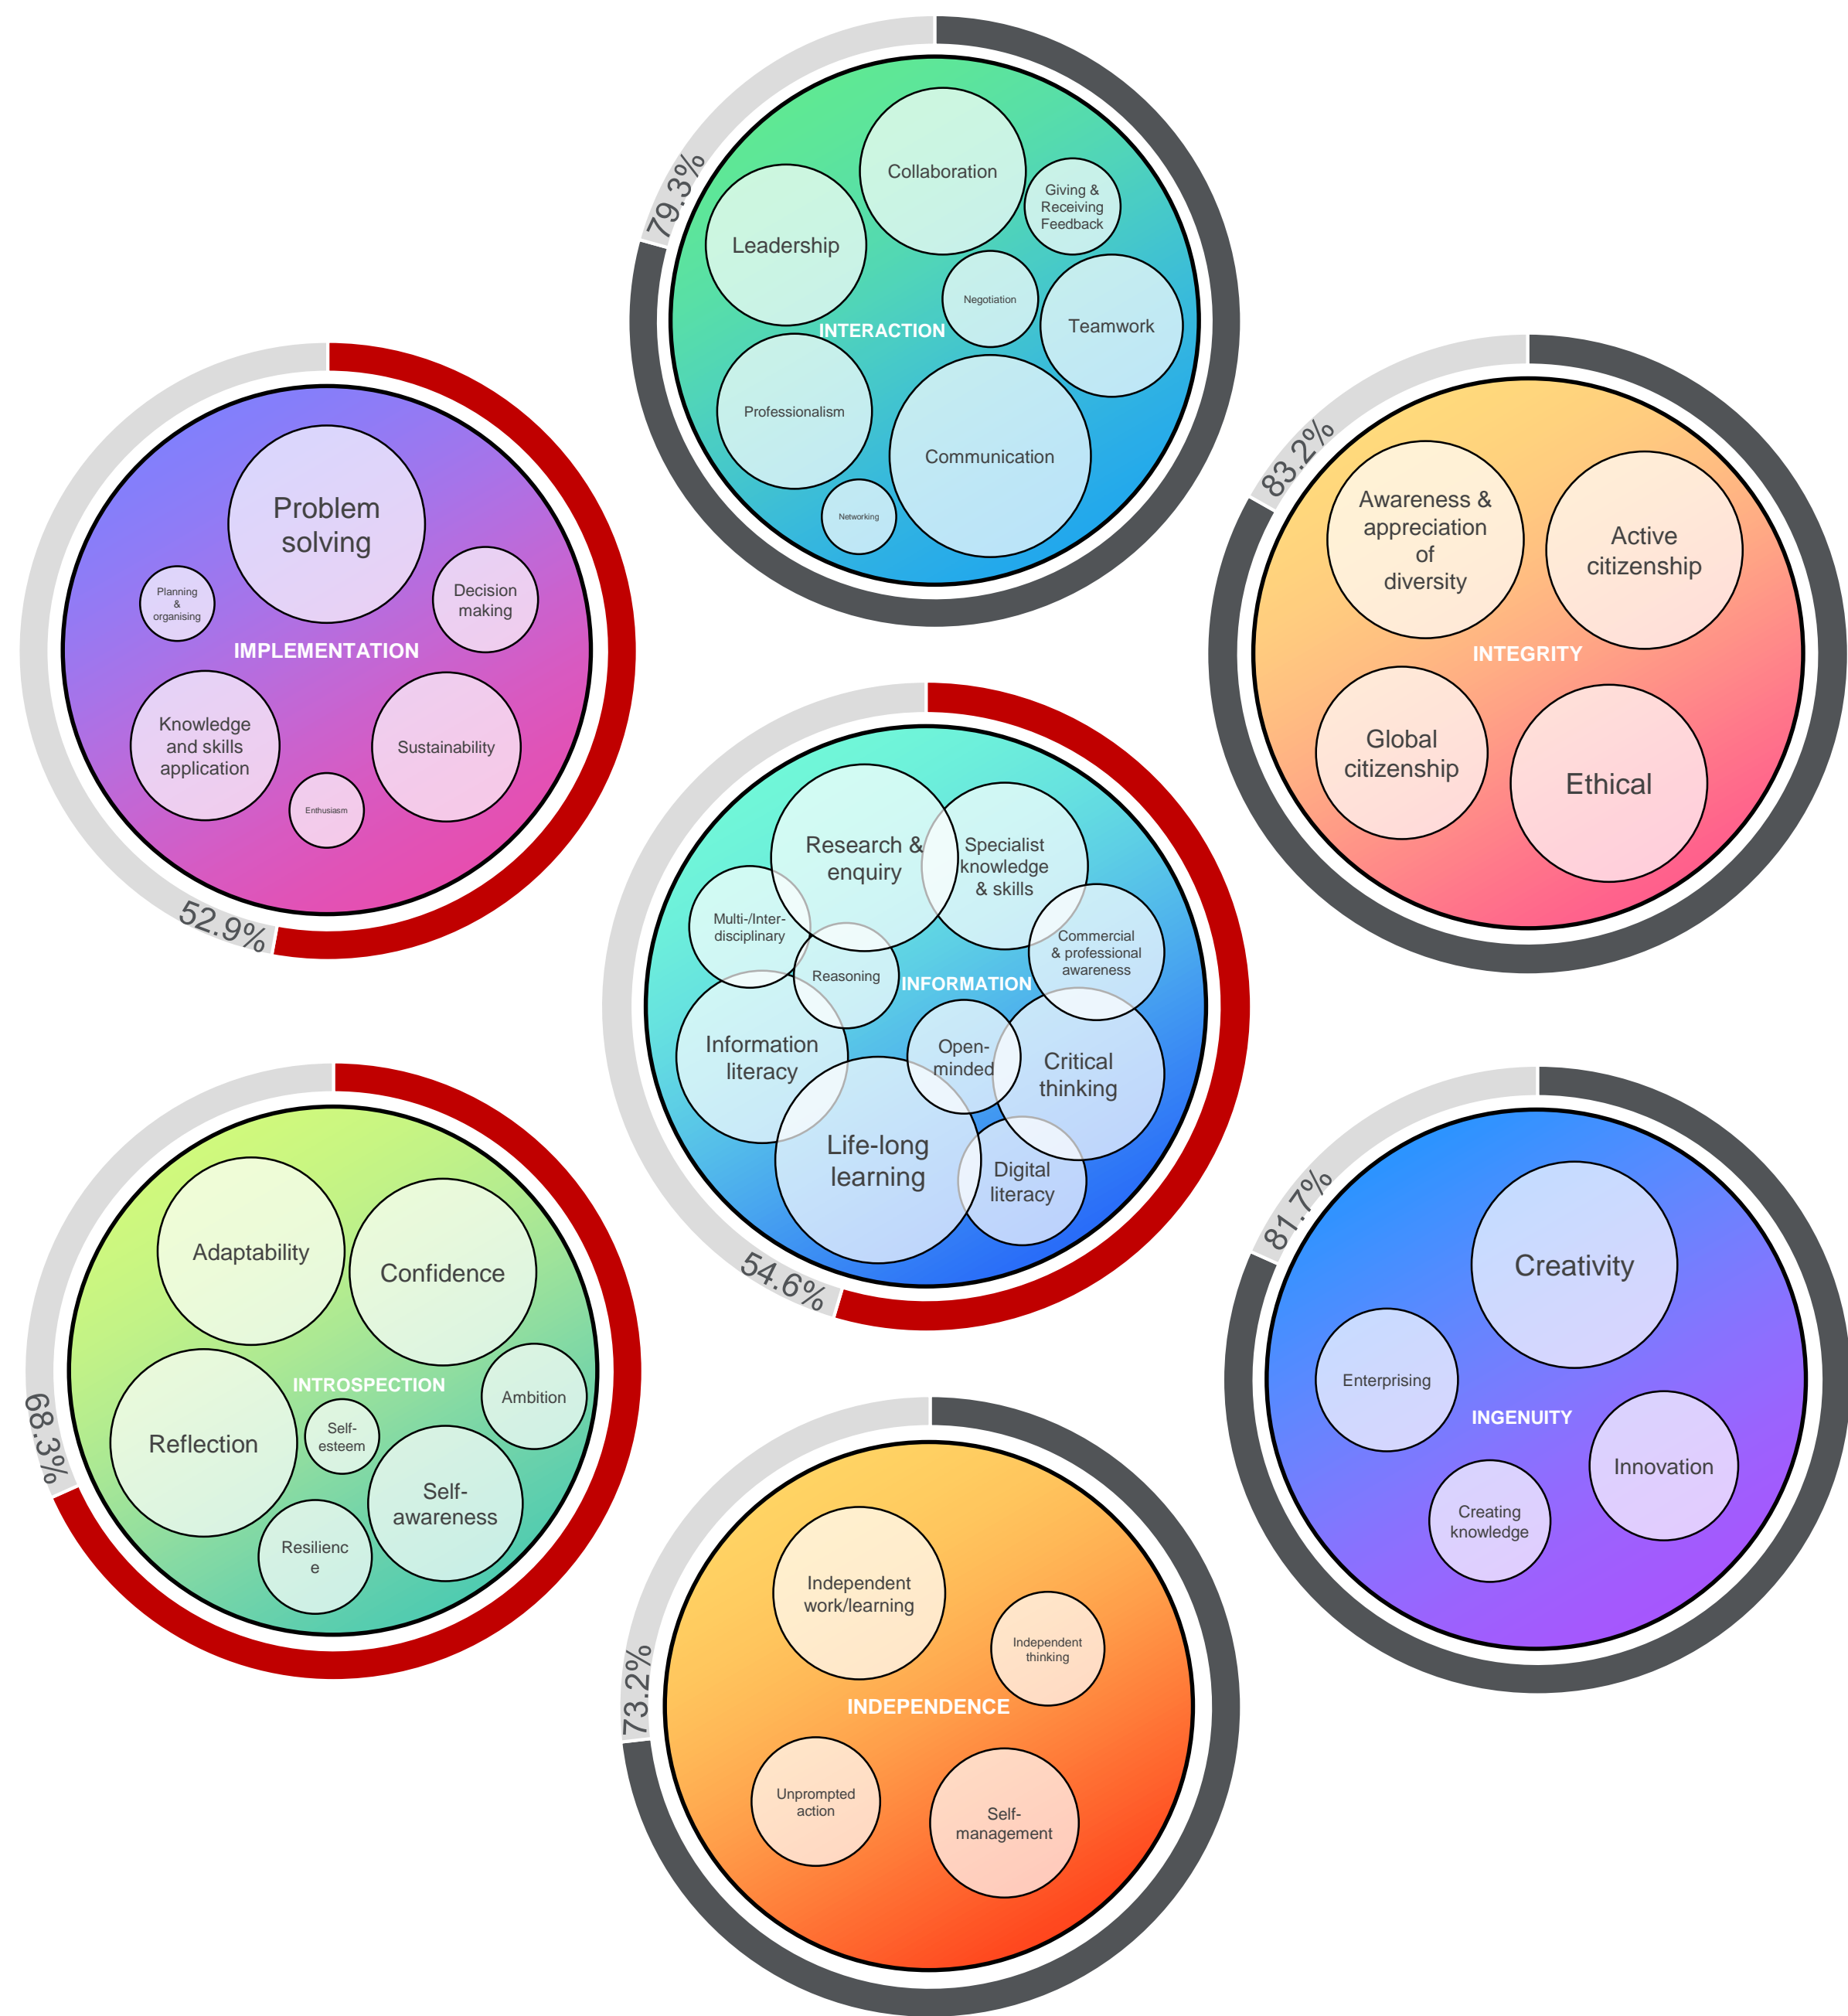 79.3%
Collaboration
Giving &
Receiving
Feedback
Leadership
Negotiation
Teamwork
INTERACTION
Professionalism
Communication
Networking
Problem
solving
Planning
&
organising
Decision
making
IMPLEMENTATION
Knowledge
and skills
application
Sustainability
Enthusiasm
52.9%
83.2%
Awareness &
appreciation
of
diversity
Active
citizenship
INTEGRITY
Global
citizenship
Ethical
Research &
enquiry
Specialist
knowledge
& skills
Multi-/Inter-
disciplinary
Commercial
& professional
awareness
Reasoning
INFORMATION
Information
literacy
Open-
minded
Critical
thinking
Life-long
learning
Digital
literacy
54.6%
Adaptability
Confidence
INTROSPECTION
Ambition
Reflection
Self-
esteem
Self-
awareness
Resilienc
e
68.3%
81.7%
Creativity
Enterprising
INGENUITY
Innovation
Creating
knowledge
Independent
work/learning
Independent
thinking
73.2%
INDEPENDENCE
Unprompted
action
Self-
management